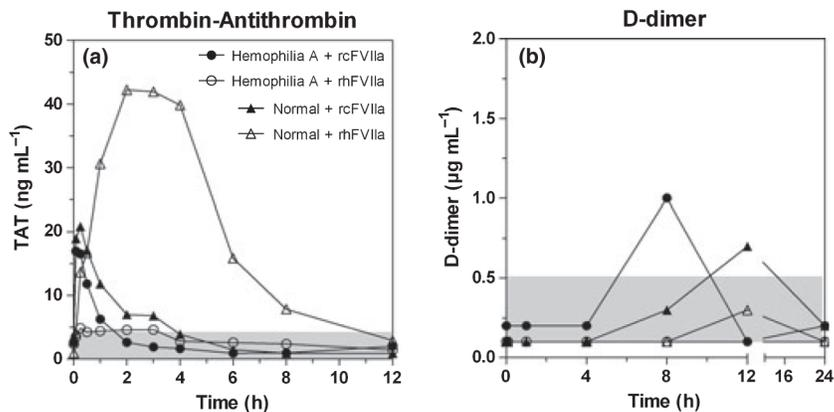 Thrombin-Antithrombin
(a)
Hemophilia A + rcFVIIa
Hemophilia A + rhFVIIa
Normal + rcFVIIa
Normal + rhFVIIa
TAT (ng mL⁻¹)
50
40
30
20
10
0
0 2 4 6 8 10 12
Time (h)
D-dimer
(b)
D-dimer (µg mL⁻¹)
2.0
1.5
1.0
0.5
0.0
0 4 8 12 16 24
Time (h)